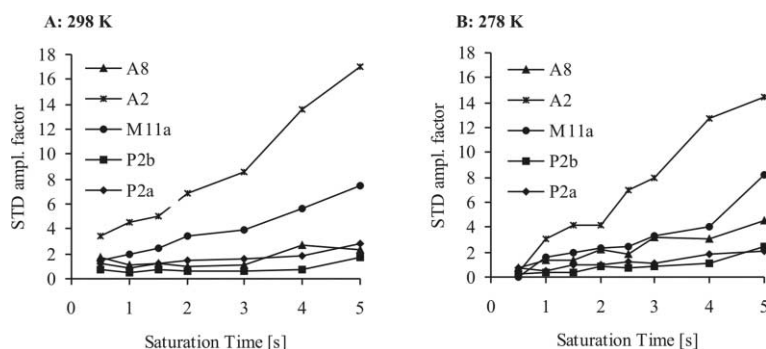 A: 298 K
STD ampl. factor
18
16
14
12
10
8
6
4
2
0
A8
A2
M11a
P2b
P2a
0 1 2 3 4 5
Saturation Time [s]
B: 278 K
STD ampl. factor
18
16
14
12
10
8
6
4
2
0
A8
A2
M11a
P2b
P2a
0 1 2 3 4 5
Saturation Time [s]